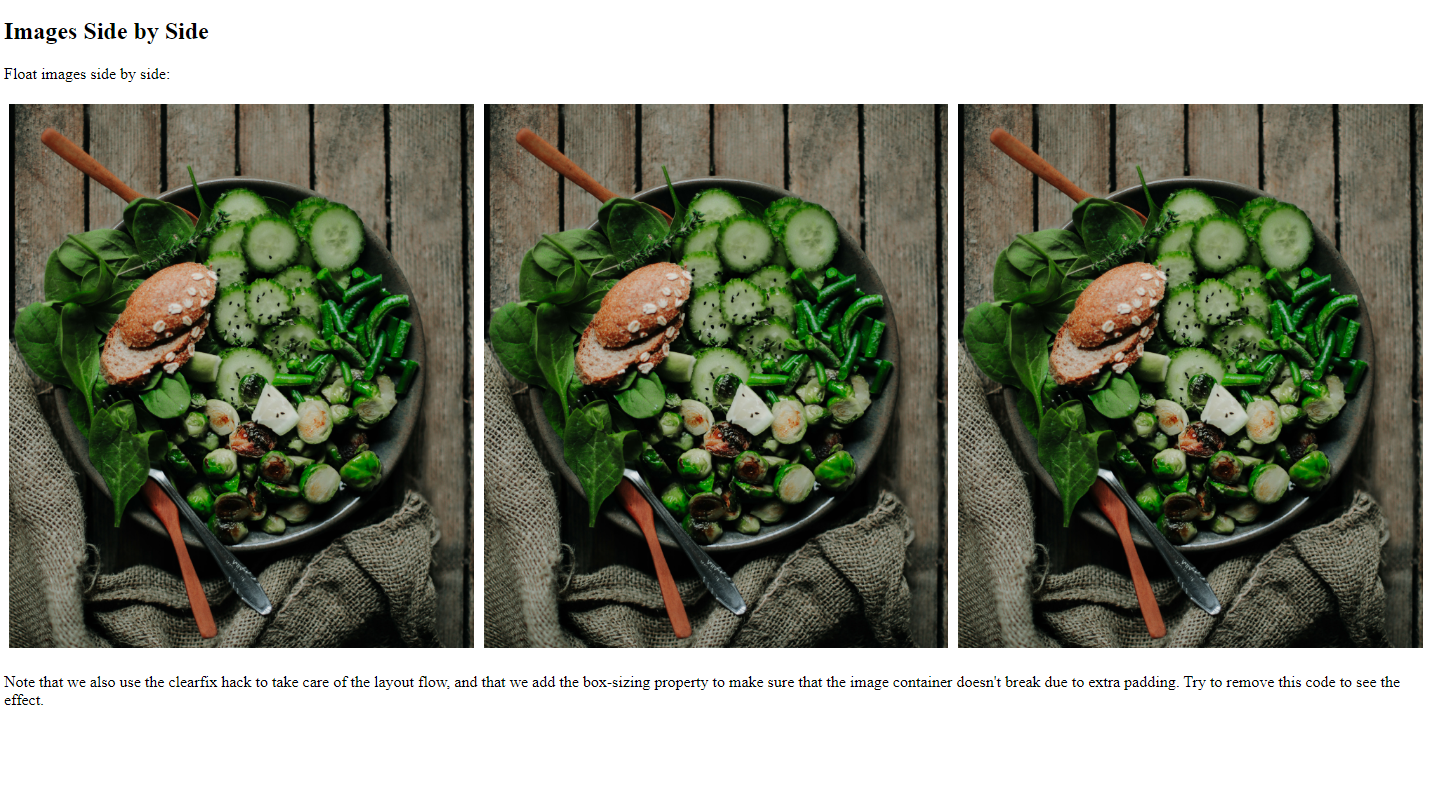 Images Side by Side
Float images side by side:
Note that we also use the clearfix hack to take care of the layout flow, and that we add the box-sizing property to make sure that the image container doesn't break due to extra padding. Try to remove this code to see the
effect.